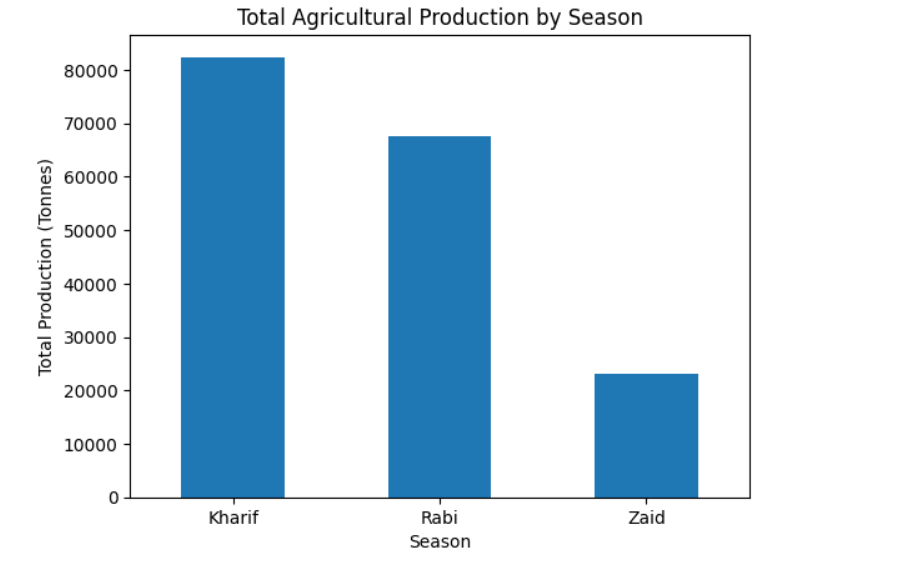 Total Agricultural Production by Season
Total Production (Tonnes)
80000
70000
60000
50000
40000
30000
20000
10000
0
Kharif Rabi Zaid
Season